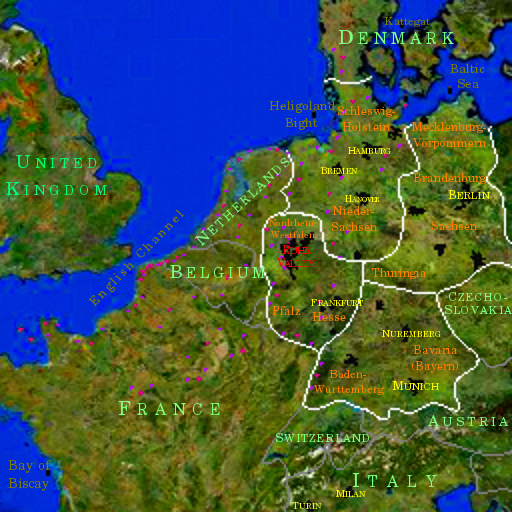 Kattegat
DENMARK
Baltic
Sea
Heligoland
Bight
Schleswig-
Holstein
Mecklenburg-
Vorpommern
HAMBURG
UNITED
KINGDOM
BREMEN
Brandenburg
BERLIN
NETHERLANDS
HANOVER
Nieder-
Sachsen
Sachsen
Nordrhein
Westfalen
English Channel
BELGIUM
Thuringia
CZECHO-
SLOVAKIA
FRANKFURT
Pfalz
Hesse
NUREMBERG
Bavaria
(Bayern)
Baden-
Wurttemberg
MUNICH
FRANCE
AUSTRIA
SWITZERLAND
Bay of
Biscay
ITALY
MILAN
TURIN